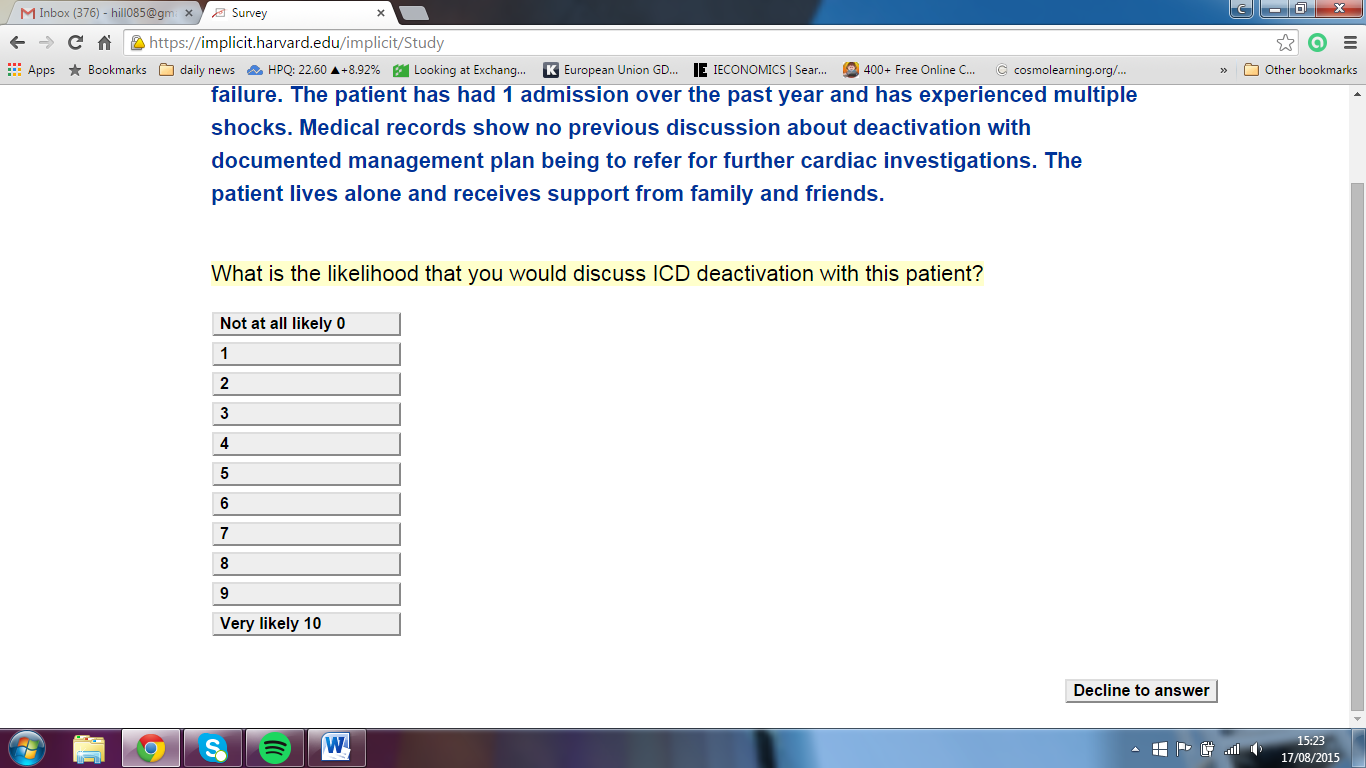 Inbox (376) - hill085@gm
Survey
https://implicit.harvard.edu/implicit/Study
Apps
Bookmarks
daily news
HPQ: 22.60 ▲+8.92%
Looking at Exchang...
European Union GD...
IECONOMICS | Sear...
400+ Free Online C...
cosmolearning.org/...
»
Other bookmarks
failure. The patient has had 1 admission over the past year and has experienced multiple
shocks. Medical records show no previous discussion about deactivation with
documented management plan being to refer for further cardiac investigations. The
patient lives alone and receives support from family and friends.
What is the likelihood that you would discuss ICD deactivation with this patient?
Not at all likely 0
1
2
3
4
5
6
7
8
9
Very likely 10
Decline to answer
15:23
17/08/2015